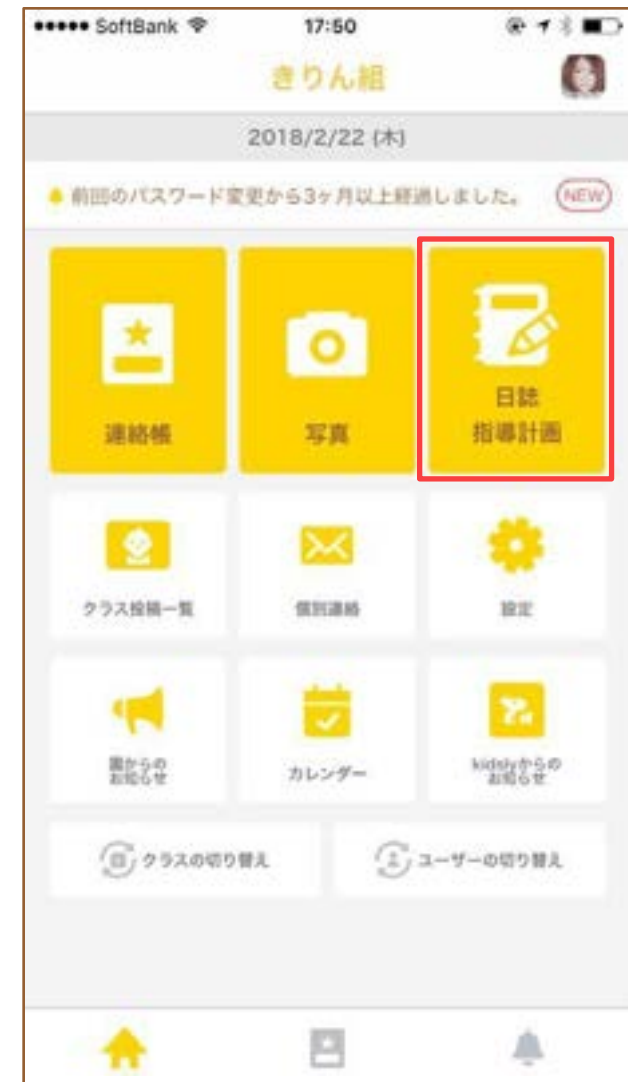 SoftBank 17:50
きりん組
2018/2/22 (木)
前回のパスワード変更から3ヶ月以上経過しました。 NEW
連絡帳
写真
日誌
指導計画
クラス投稿一覧
個別連絡
設定
園からの
お知らせ
カレンダー
kidslyからの
お知らせ
クラスの切り替え
ユーザーの切り替え